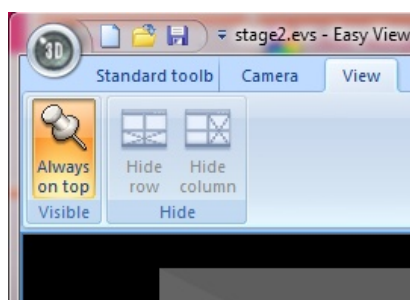 3D
stage2.evs - Easy View
Standard toolb Camera View
Always
on top
Hide
row
Hide
column
Visible Hide